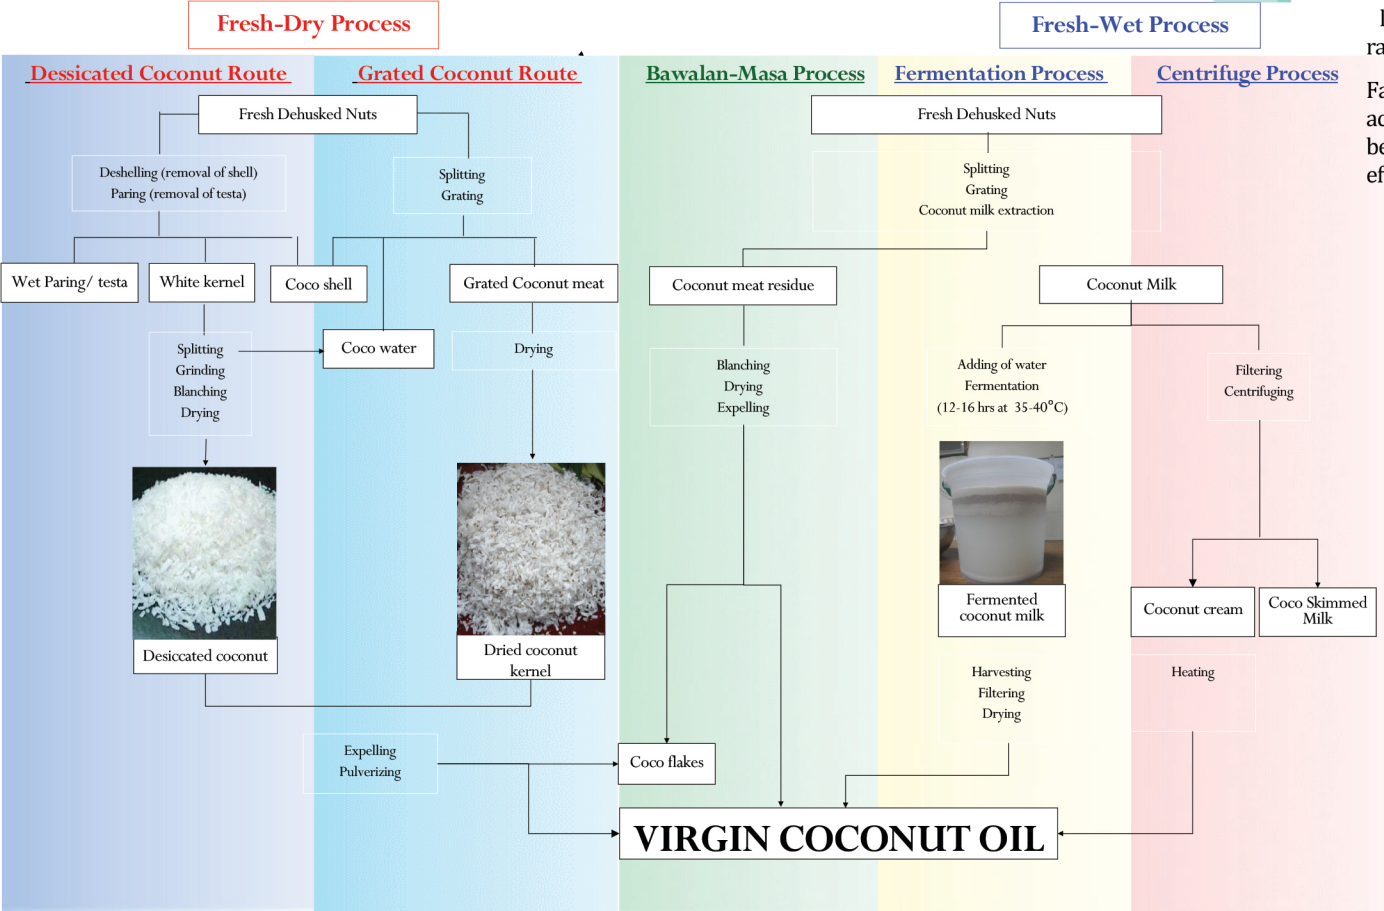 Fresh-Dry Process
Fresh-Wet Process
Dessicated Coconut Route
Grated Coconut Route
Bawalan-Masa Process
Fermentation Process
Centrifuge Process
Fresh Dehusked Nuts
Deshelling (removal of shell)
Paring (removal of testa)
Splitting
Grating
Wet Paring/ testa
White kernel
Coco shell
Grated Coconut meat
Splitting
Grinding
Blanching
Drying
Coco water
Drying
Desiccated coconut
Dried coconut
kernel
Expelling
Pulverizing
Fresh Dehusked Nuts
Splitting
Grating
Coconut milk extraction
Coconut meat residue
Coconut Milk
Blanching
Drying
Expelling
Adding of water
Fermentation
(12-16 hrs at 35-40°C)
Filtering
Centrifuging
Fermented
coconut milk
Coconut cream
Coco Skimmed
Milk
Harvesting
Filtering
Drying
Heating
Coco flakes
VIRGIN COCONUT OIL
ra
Fa
ac
be
ef